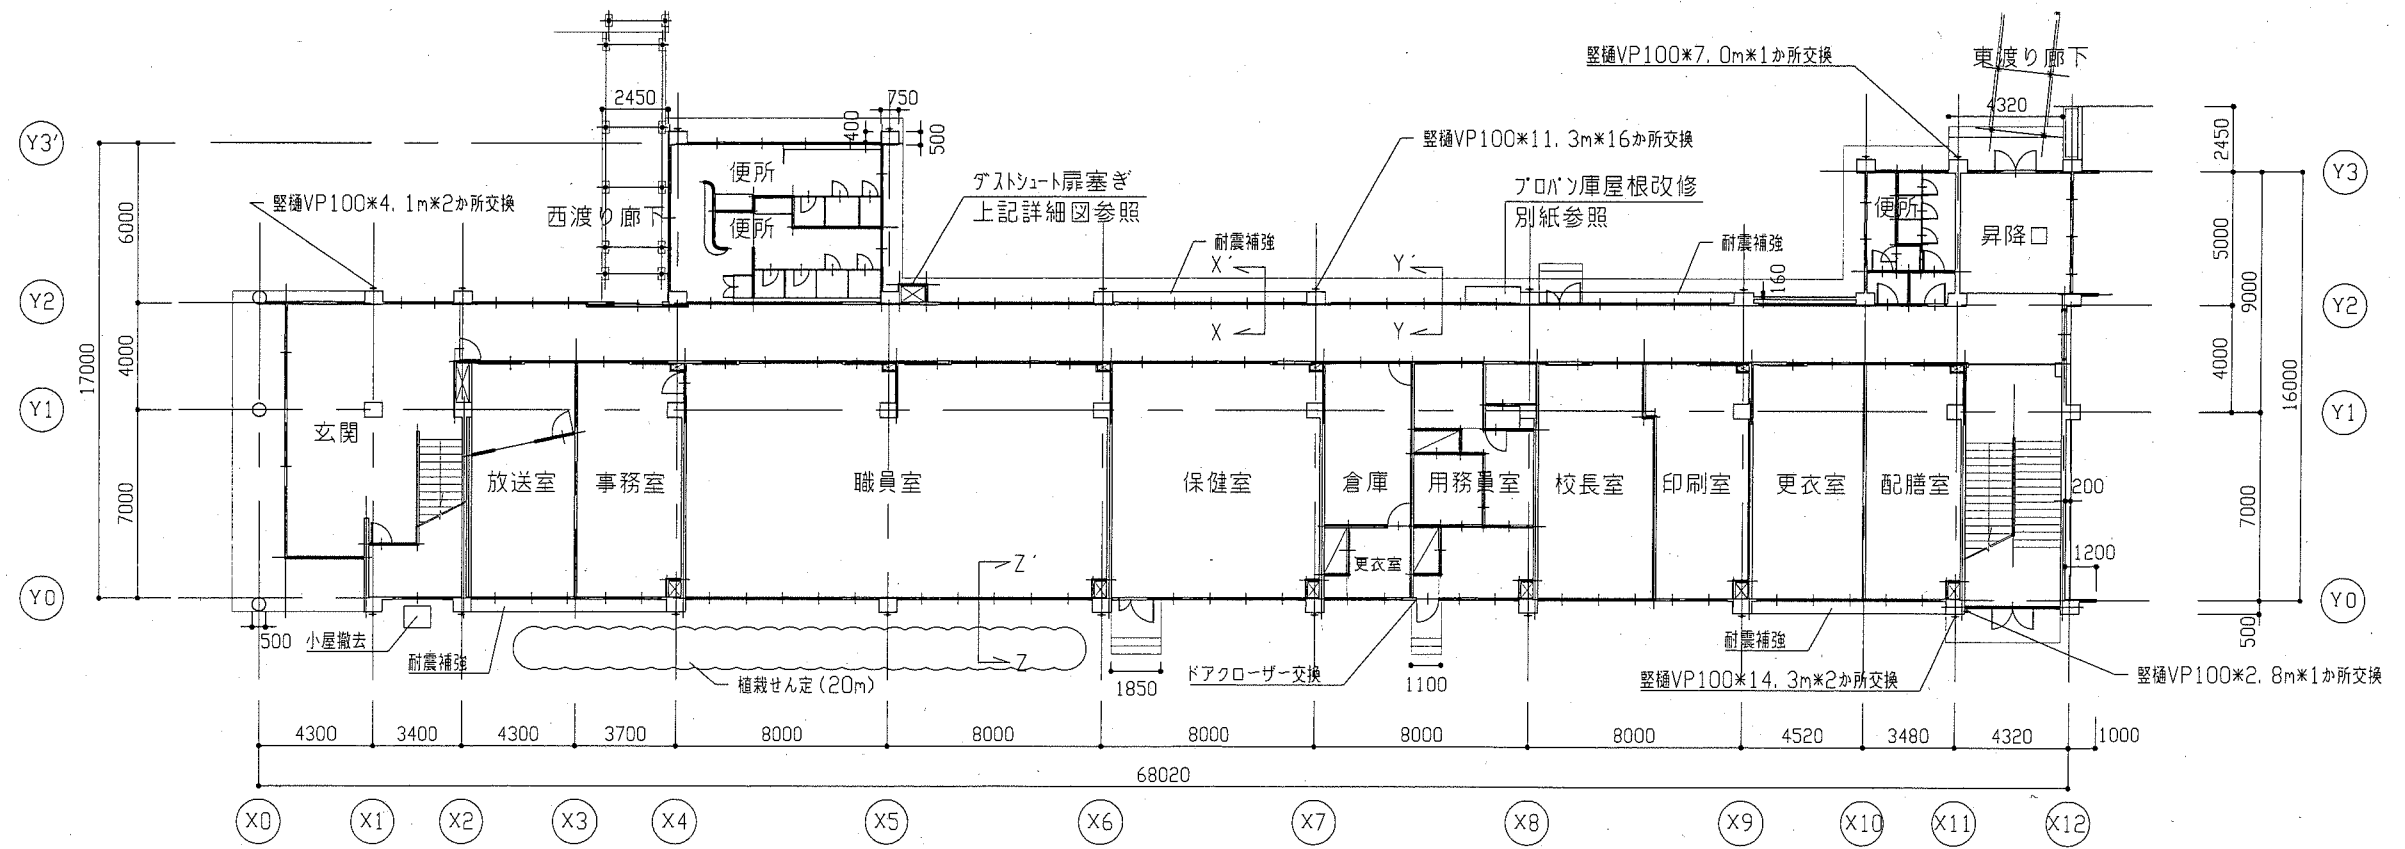 竪樋VP100*7.0m*1か所交換
東渡り廊下
2450
750
400
500
4320
2450
Y3'
竪樋VP100*11.3m*16か所交換
便所
ダストシュート扉塞ぎ
上記詳細図参照
プロパン庫屋根改修
別紙参照
Y3
竪樋VP100*4.1m*2か所交換
西渡り廊下
便所
便所
昇降口
6000
耐震補強
耐震補強
5000
X'
Y'
160
9000
Y2
Y2
X
Y
17000
4000
4000
16000
Y1
Y1
玄関
放送室
事務室
職員室
保健室
倉庫
用務員室
校長室
印刷室
更衣室
配膳室
200
7000
7000
1200
更衣室
Z'
Y0
Y0
500
小屋撤去
耐震補強
Z
植栽せん定(20m)
1850
ドアクローザー交換
1100
耐震補強
竪樋VP100*14.3m*2か所交換
竪樋VP100*2.8m*1か所交換
500
4300
3400
4300
3700
8000
8000
8000
8000
8000
4520
3480
4320
1000
68020
X0
X1
X2
X3
X4
X5
X6
X7
X8
X9
X10
X11
X12